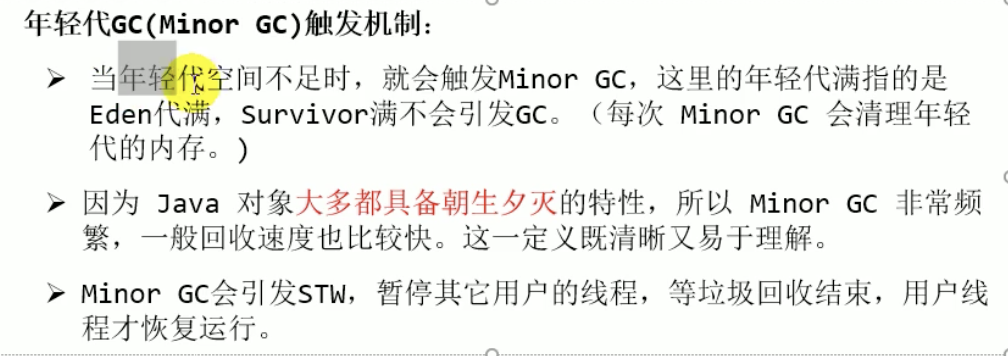 年轻代GC(Minor GC)触发机制：
➢ 当年轻代空间不足时，就会触发Minor GC，这里的年轻代满指的是
Eden代满，Survivor满不会引发GC。（每次 Minor GC 会清理年轻
代的内存。)
➢ 因为 Java 对象大多都具备朝生夕灭的特性，所以 Minor GC 非常频
繁，一般回收速度也比较快。这一定义既清晰又易于理解。
➢ Minor GC会引发STW，暂停其它用户的线程，等垃圾回收结束，用户线
程才恢复运行。